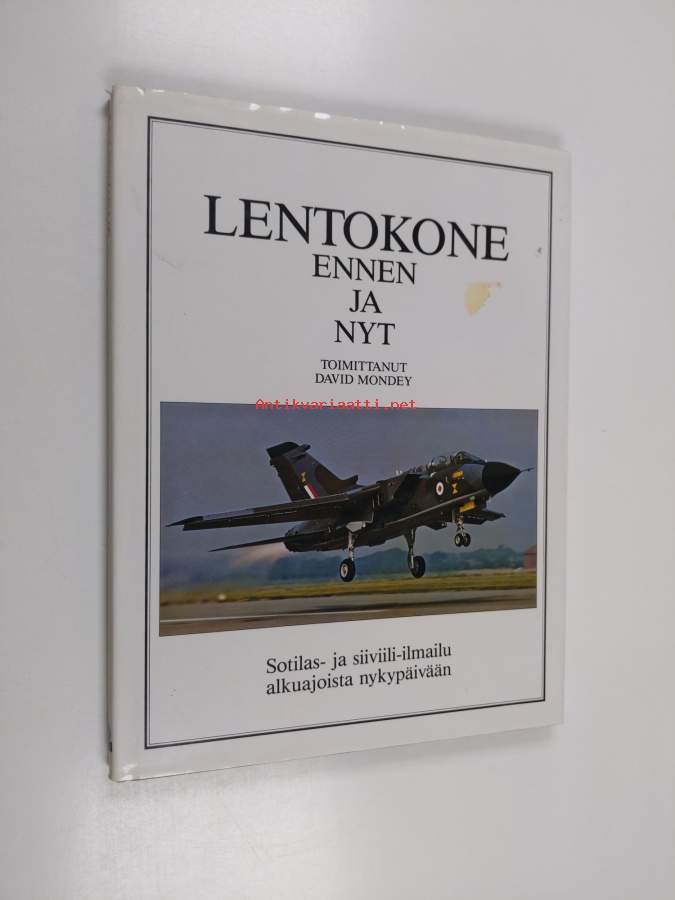 LENTOKONE
ENNEN
JA
NYT
TOIMITTANUT
DAVID MONDEY
Antikvariaatti.net
Sotilas- ja siiviili-ilmailu
alkuajoista nykypäivään